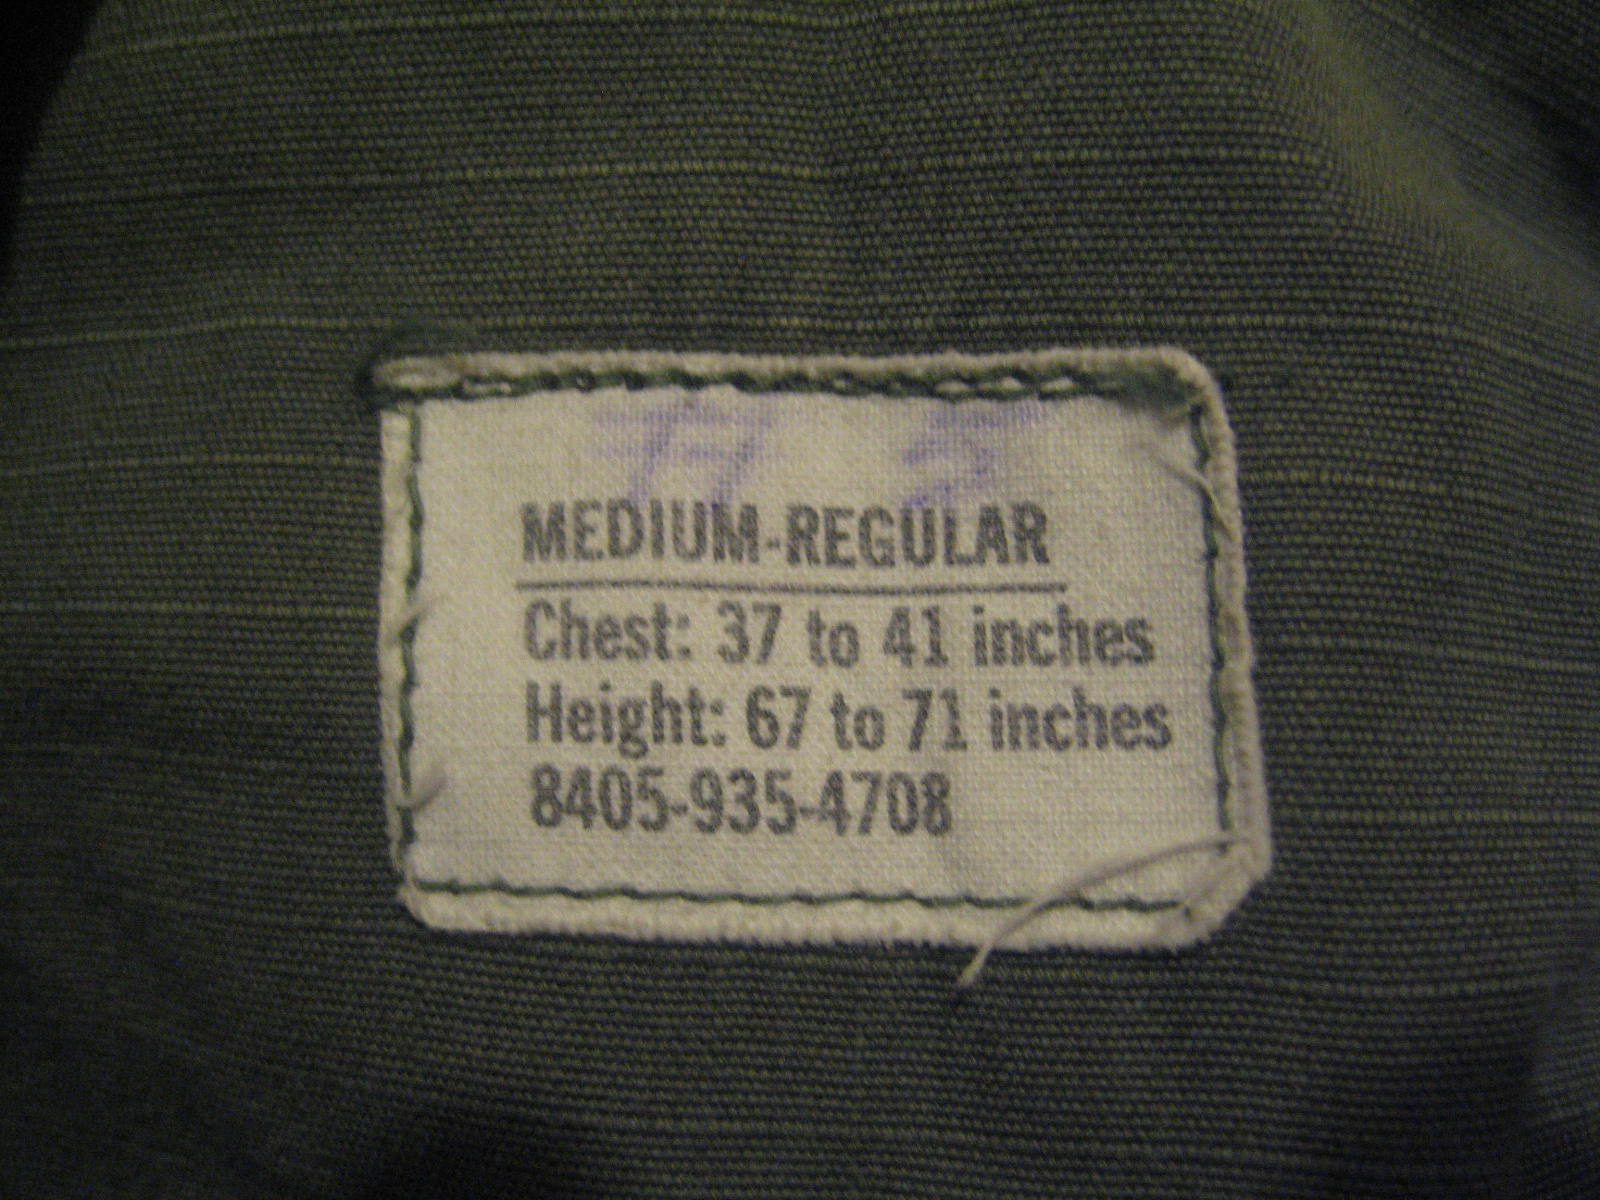 MEDIUM-REGULAR
Chest: 37 to 41 inches
Height: 67 to 71 inches
8405-935-4708